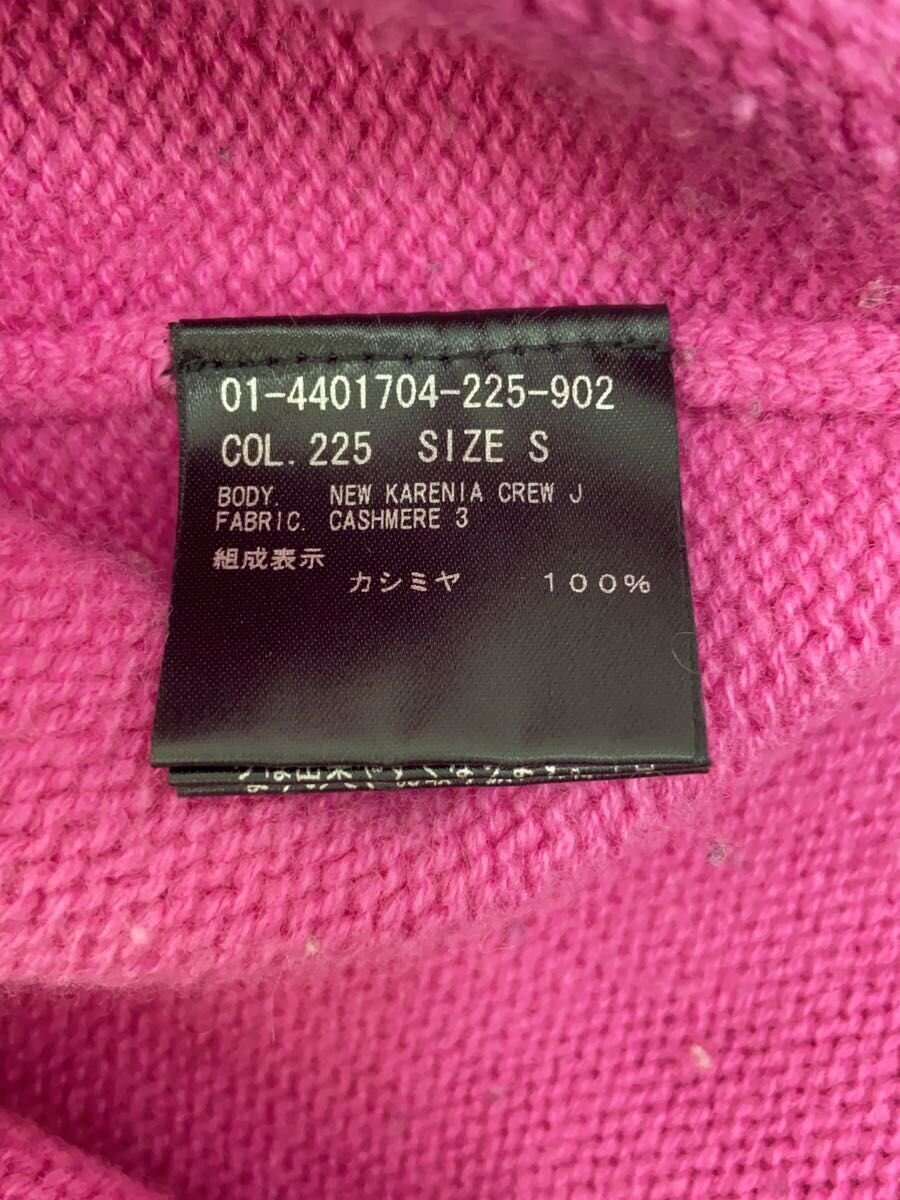 01-4401704-225-902
COL. 225 SIZE S
BODY. NEW KARENIA CREW J
FABRIC. CASHMERE 3
組成表示
カシミヤ 100%